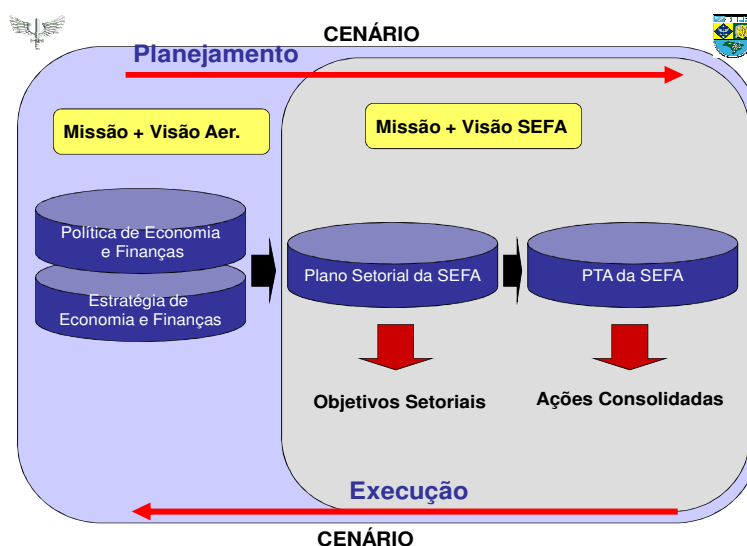 CENÁRIO
Planejamento
Missão + Visão Aer.
Missão + Visão SEFA
Política de Economia
e Finanças
Estratégia de
Economia e Finanças
Plano Setorial da SEFA
PTA da SEFA
Objetivos Setoriais
Ações Consolidadas
Execução
CENÁRIO